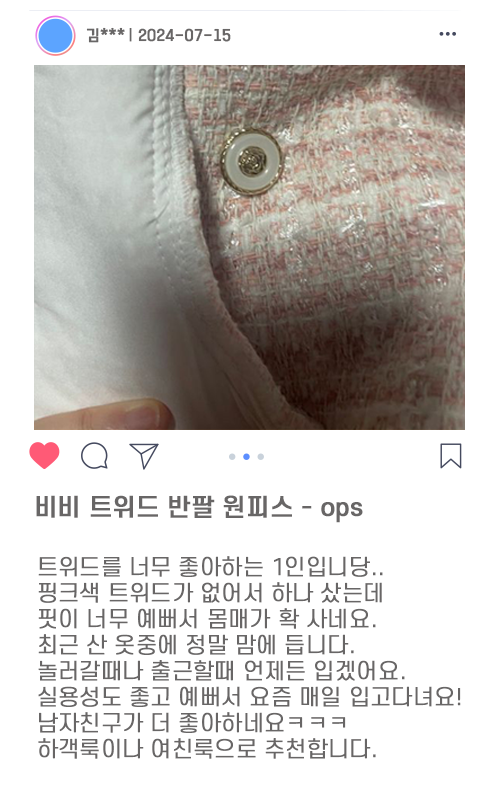 김*** | 2024-07-15
비비 트위드 반팔 원피스 - ops
트위드를 너무 좋아하는 1인입니당..
핑크색 트위드가 없어서 하나 샀는데
핏이 너무 예뻐서 몸매가 확 사네요.
최근 산 옷중에 정말 맘에 듭니다.
놀러갈때나 출근할때 언제든 입겠어요.
실용성도 좋고 예뻐서 요즘 매일 입고다녀요!
남자친구가 더 좋아하네요ㅋㅋㅋ
하객룩이나 여친룩으로 추천합니다.